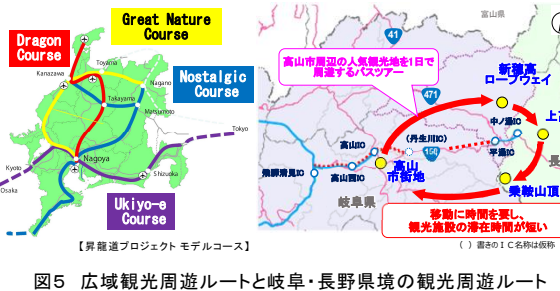 Great Nature
Course
Dragon
Course
Toyama
Kanazawa
Nostalgic
Course
Nagano
Takayama
Matsumoto
Tokyo
Nagoya
Kyoto
Osaka
Shizuoka
Ukiyo-e
Course
【昇龍道プロジェクト モデルコース】
富山県
41
高山市周辺の人気観光地を1日で
周遊するバスツアー
新穂高
ロープウェイ
471
中ノ湯IC
(丹生川IC)
平湯IC
158
高山IC
高山
市街地
飛騨清見IC
高山西IC
岐阜県
乗鞍山頂
移動に時間を要し、
観光施設の滞在時間が短い
( )書きのIC名称は仮称
図5 広域観光周遊ルートと岐阜・長野県境の観光周遊ルート